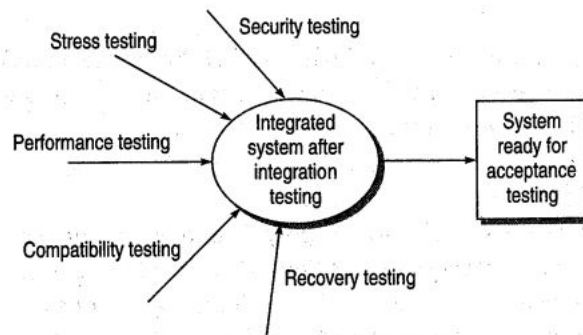 Security testing
Stress testing
Performance testing
Integrated
system after
integration
testing
System
ready for
acceptance
testing
Compatibility testing
Recovery testing